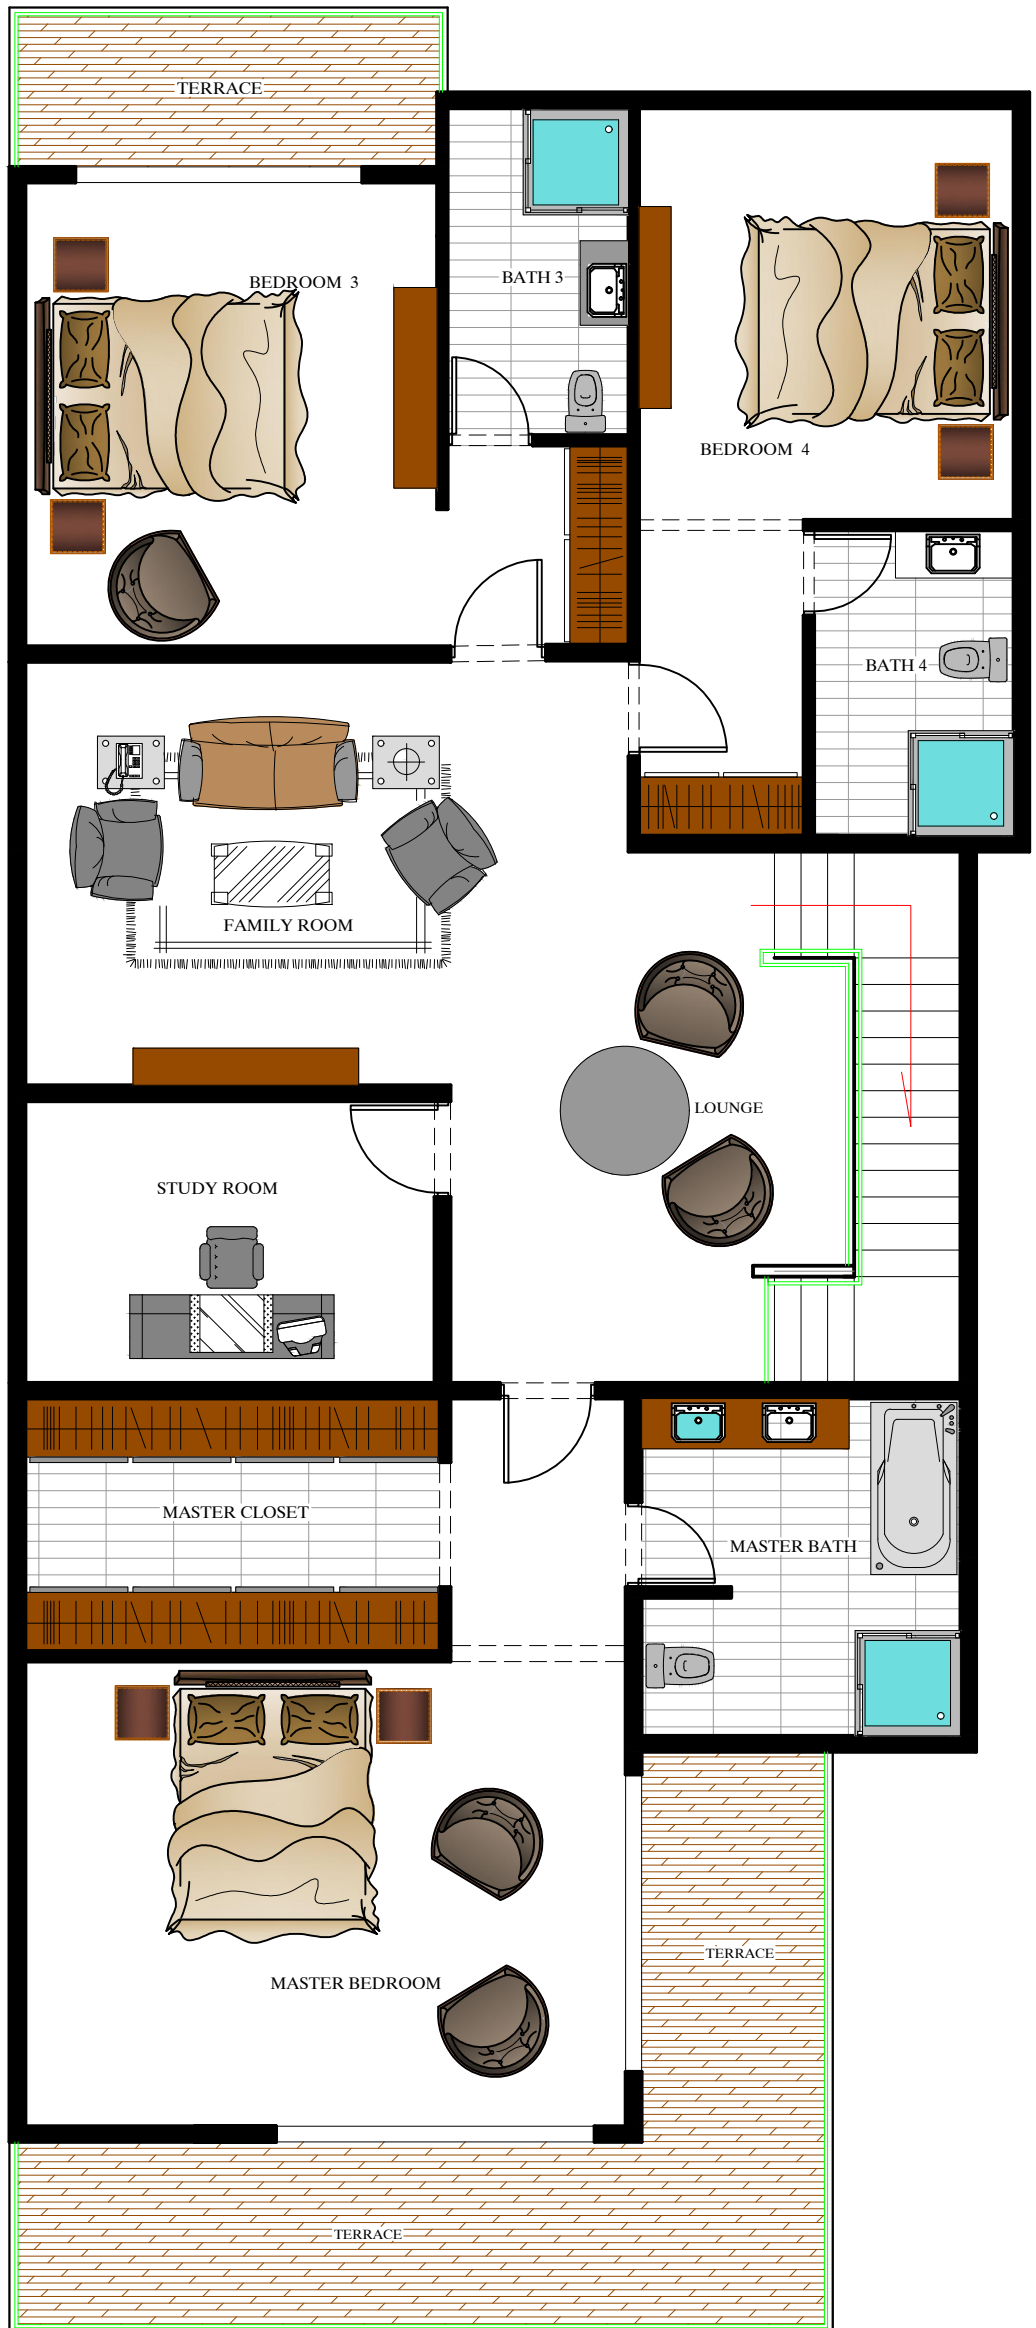 TERRACE
BEDROOM 3
BATH 3
BEDROOM 4
BATH 4
FAMILY ROOM
LOUNGE
STUDY ROOM
MASTER CLOSET
MASTER BATH
TERRACE
MASTER BEDROOM
TERRACE